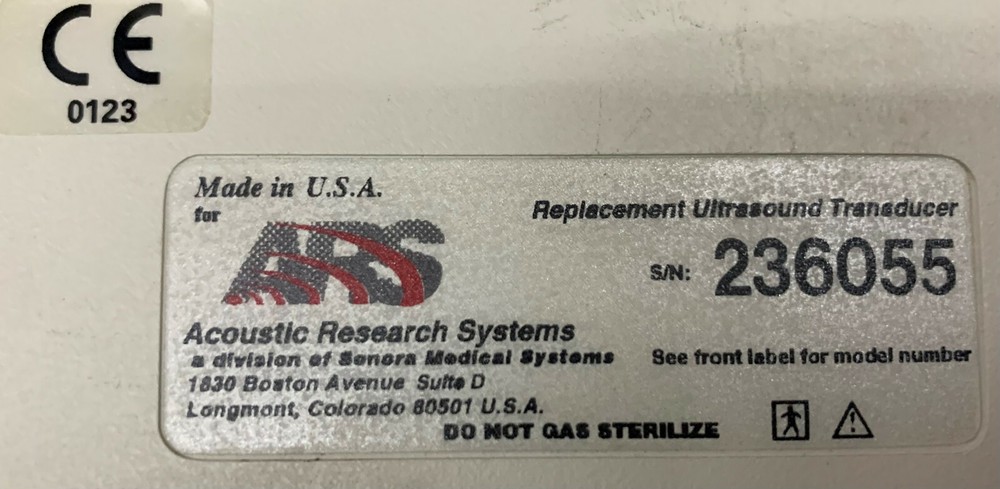 CE
0123
Made in U.S.A.
for
ARS
Replacement Ultrasound Transducer
S/N: 236055
Acoustic Research Systems
a division of Sonora Medical Systems
See front label for model number
1830 Boston Avenue Suite D
Longmont, Colorado 80501 U.S.A.
DO NOT GAS STERILIZE